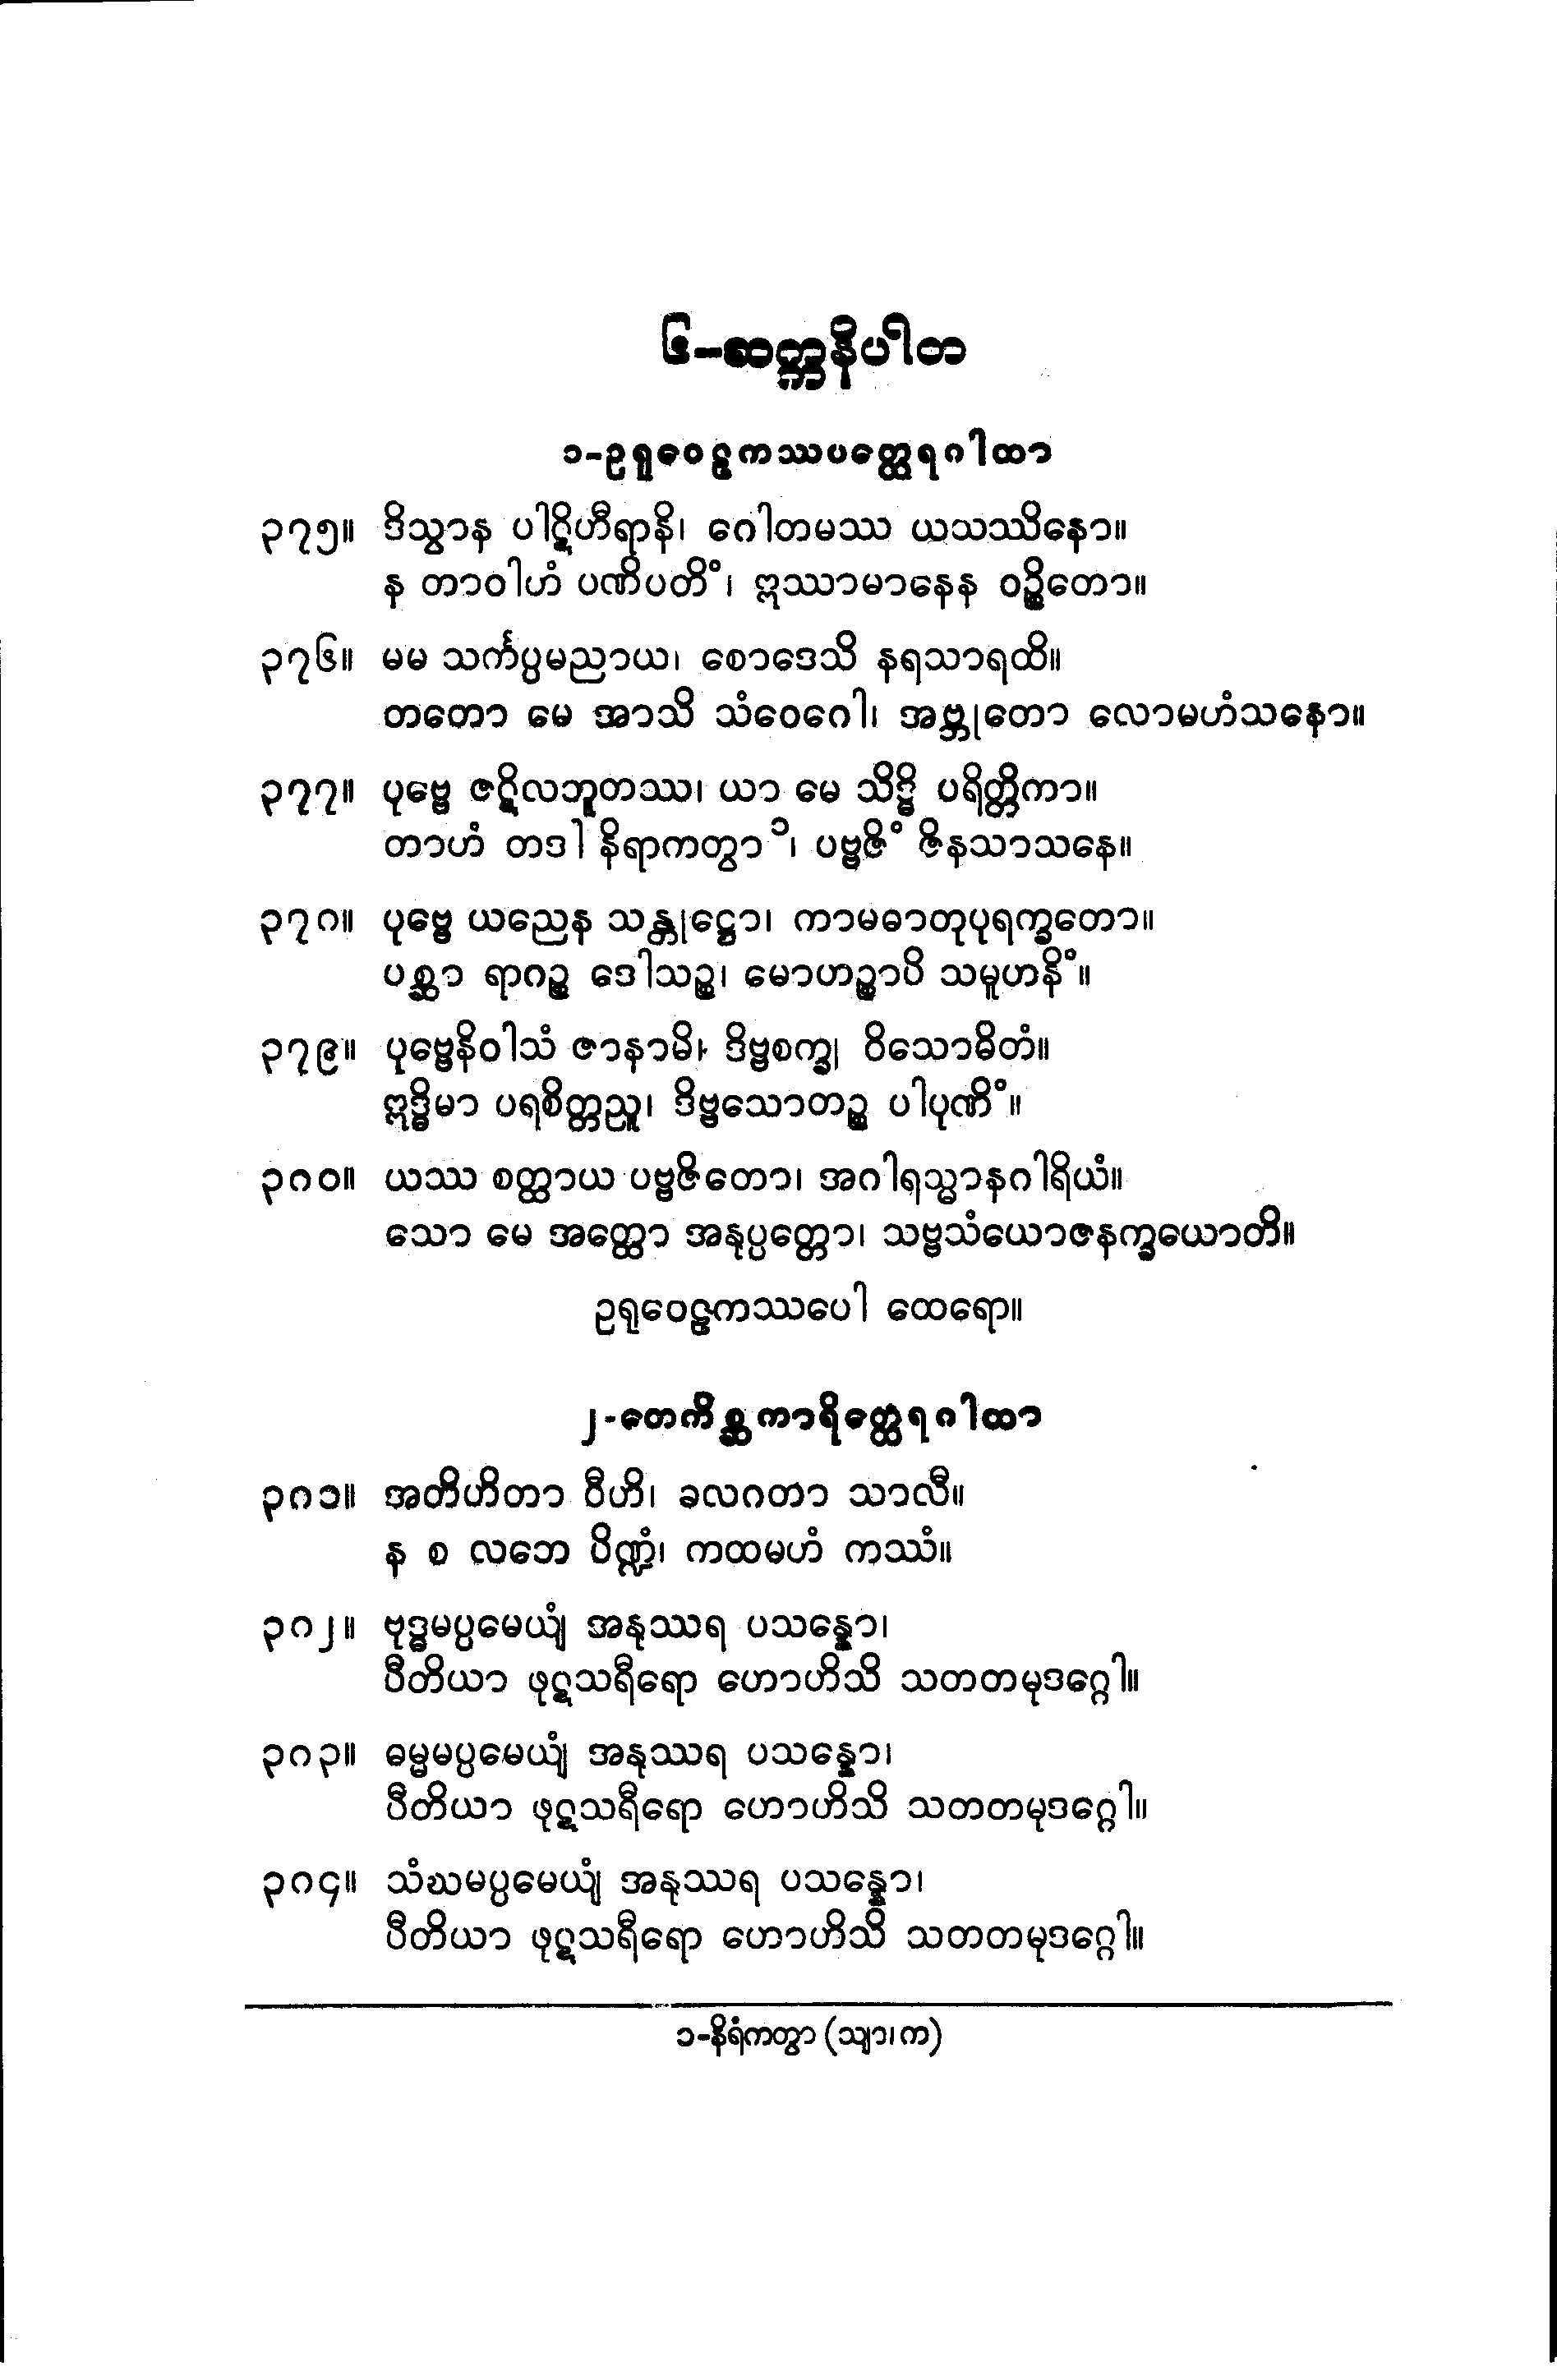 ၆-ဆက္ကနိပါတ
၁-ဥရုဝေဠကဿပတ္ထေရဂါထာ
၃၇၅။ ဒိသွာန ပါဋိဟီရာနိ၊ ဂေါတမဿ ယသဿိနော။
န တာဝါဟံ ပဏိပတိံ၊ ဣဿာမာနေန ဝဉ္စိတော။
၃၇၆။ မမ သင်္ကပ္ပမညာယ၊ စောဒေသိ နရသာရထိ။
တတော မေ အာသိ သံဝေဂေါ၊ အဗ္ဘုတော လောမဟံသနော။
၃၇၇။ ပုဗ္ဗေ ဇဋိလဘူတဿ၊ ယာ မေ သိဒ္ဓိ ပရိတ္တိကာ။
တာဟံ တဒါ နိရာကတွာ ၁၊ ပဗ္ဗဇိံ ဇိနသာသနေ။
၃၇၈။ ပုဗ္ဗေ ယညေန သန္တုဋ္ဌော၊ ကာမဓာတုပုရက္ခတော။
ပစ္ဆာ ရာဂဉ္စ ဒေါသဉ္စ၊ မောဟဉ္စာပိ သမူဟနိံ။
၃၇၉။ ပုဗ္ဗေနိဝါသံ ဇာနာမိ၊ ဒိဗ္ဗစက္ခု ဝိသောဓိတံ။
ဣဒ္ဓိမာ ပရစိတ္တညူ၊ ဒိဗ္ဗသောတဉ္စ ပါပုဏိံ။
၃၈၀။ ယဿ စတ္ထာယ ပဗ္ဗဇိတော၊ အဂါရသ္မာနဂါရိယံ။
သော မေ အတ္ထော အနုပ္ပတ္တော၊ သဗ္ဗသံယောဇနက္ခယောတိ။
ဥရုဝေဠကဿပေါ ထေရော။
၂-တေကိစ္ဆကာရိတ္ထေရဂါထာ
၃၈၁။ အတိဟိတာ ဝီဟိ၊ ခလဂတာ သာလီ။
န စ လဘေ ပိဏ္ဍံ၊ ကထမဟံ ကဿံ။
၃၈၂။ ဗုဒ္ဓမပ္ပမေယျံ အနုဿရ ပသန္နော၊
ပီတိယာ ဖုဋသရီရော ဟောဟိသိ သတတမုဒဂ္ဂေါ။
၃၈၃။ ဓမ္မမပ္ပမေယျံ အနုဿရ ပသန္နော၊
ပီတိယာ ဖုဋသရီရော ဟောဟိသိ သတတမုဒဂ္ဂေါ။
၃၈၄။ သံဃမပ္ပမေယျံ အနုဿရ ပသန္နော၊
ပီတိယာ ဖုဋသရီရော ဟောဟိသိ သတတမုဒဂ္ဂေါ။
၁-နိရံကတွာ (သျာ၊က)